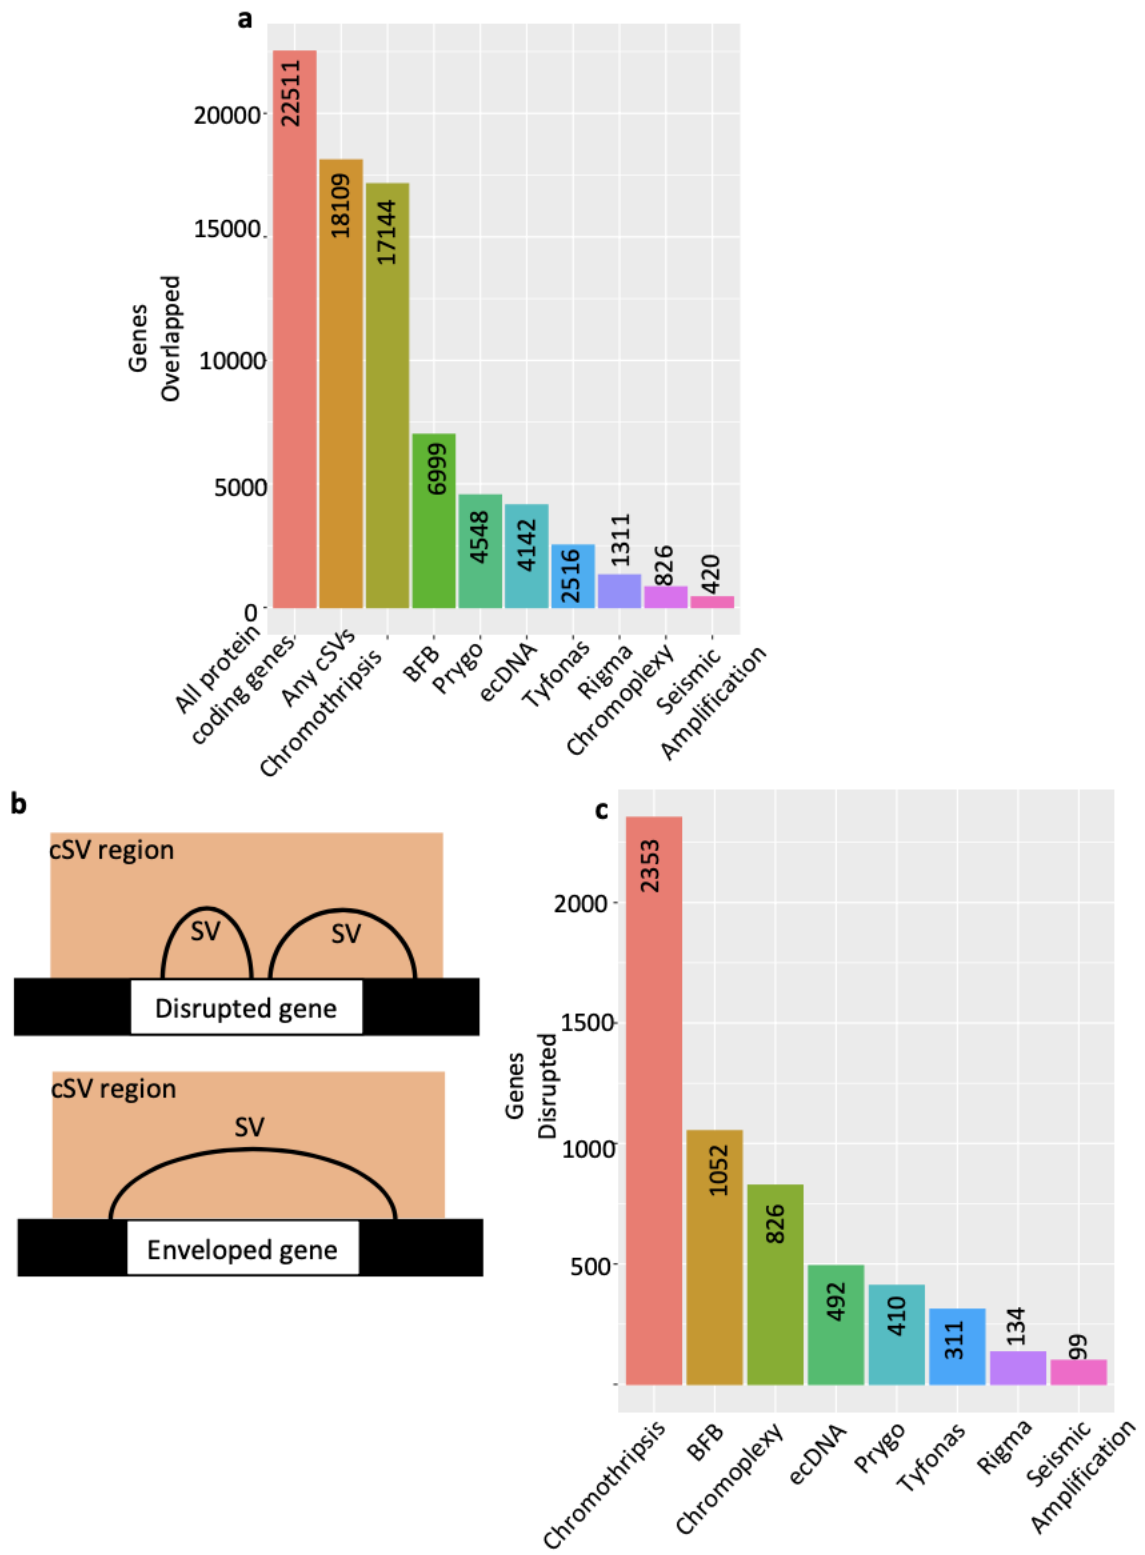 a
Genes
Overlapped
20000
15000
10000
5000
0
22511
18109
17144
6999
4548
4142
2516
1311
826
420
All protein
coding genes
Any cSVs
Chromothripsis
BFB
Prygo
ecDNA
Tyfonas
Rigma
Chromoplexy
Seismic
Amplification
b
cSV region
SV
SV
Disrupted gene
cSV region
SV
Enveloped gene
c
Genes
Disrupted
2000
1500
1000
500
2353
1052
826
492
410
311
134
99
Chromothripsis
BFB
Chromoplexy
ecDNA
Prygo
Tyfonas
Rigma
Seismic
Amplification